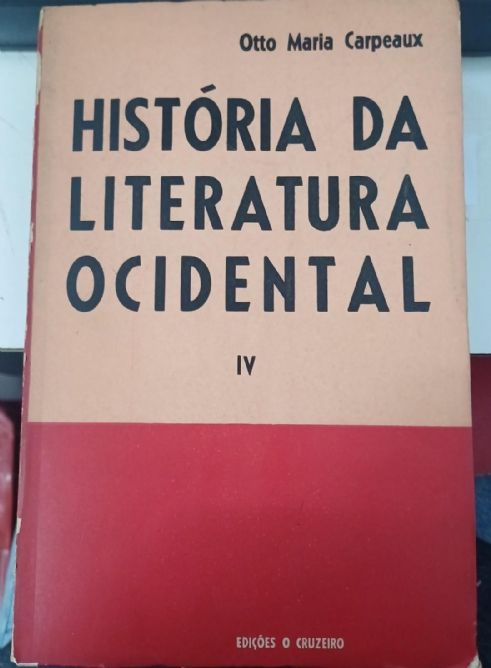 Otto Maria Carpeaux
HISTÓRIA DA
LITERATURA
OCIDENTAL
IV
EDIÇÕES O CRUZEIRO